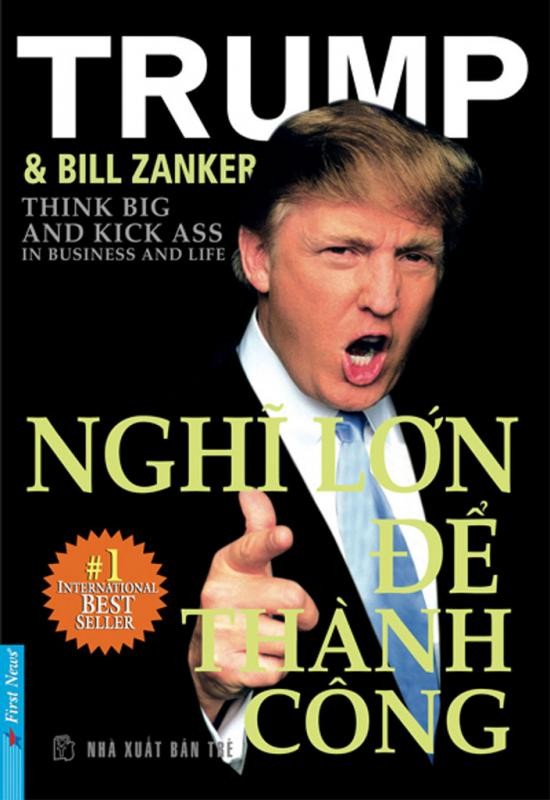 TRUMP
& BILL ZANKER
THINK BIG
AND KICK ASS
IN BUSINESS AND LIFE
NGHĨ LỚN
ĐỂ
THÀNH
CÔNG
#1
INTERNATIONAL
BEST
SELLER
First News
NHÀ XUẤT BẢN TRẺ